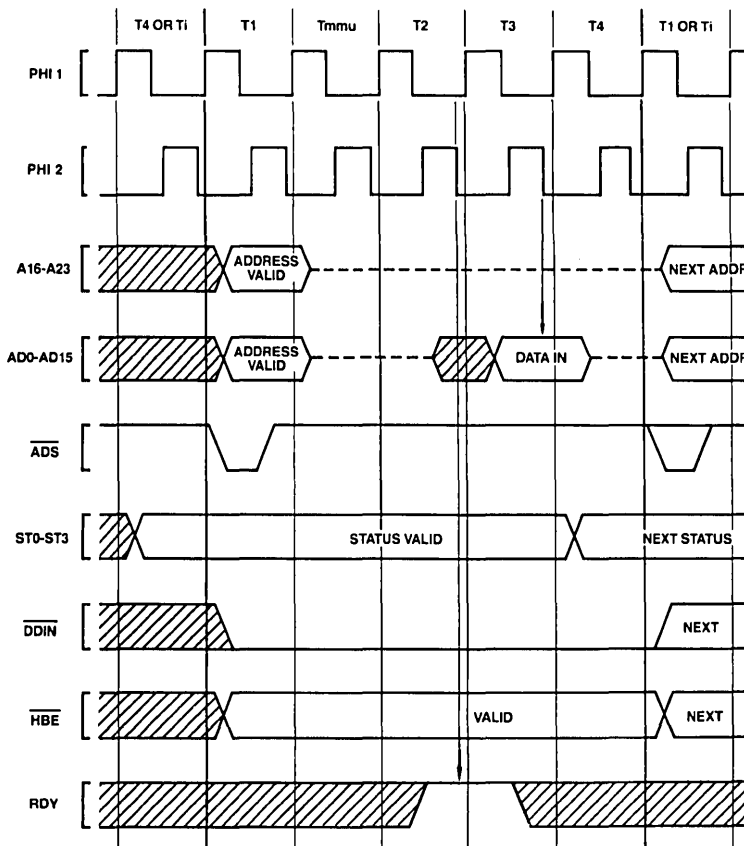 T4 OR Ti T1 Tmmu T2 T3 T4 T1 OR Ti
PHI 1
PHI 2
A16-A23 ADDRESS VALID NEXT ADDR
AD0-AD15 ADDRESS VALID DATA IN NEXT ADDR
ADS
ST0-ST3 STATUS VALID NEXT STATUS
DDIN NEXT
HBE VALID NEXT
RDY